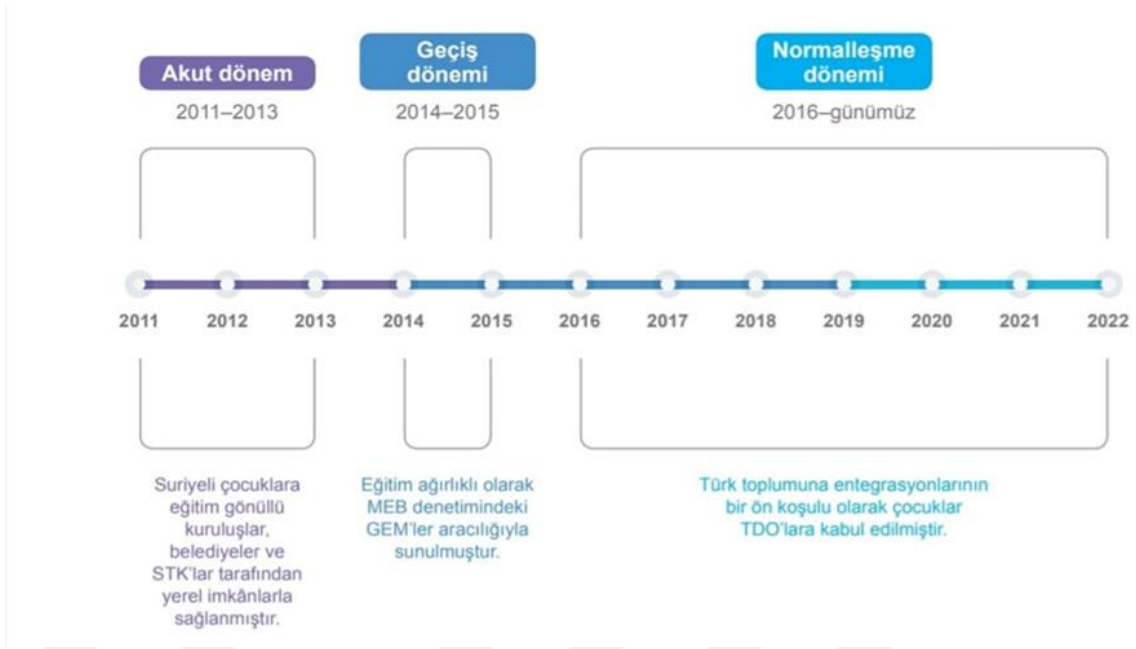 Akut dönem
2011–2013
Geçiş
dönemi
2014–2015
Normalleşme
dönemi
2016–günümüz
2011 2012 2013 2014 2015 2016 2017 2018 2019 2020 2021 2022
Suriyeli çocuklara
eğitim gönüllü
kuruluşlar,
belediyeler ve
STK'lar tarafından
yerel imkânlarla
sağlanmıştır.
Eğitim ağırlıklı olarak
MEB denetimindeki
GEM'ler aracılığıyla
sunulmuştur.
Türk toplumuna entegrasyonlarının
bir ön koşulu olarak çocuklar
TDO'lara kabul edilmiştir.